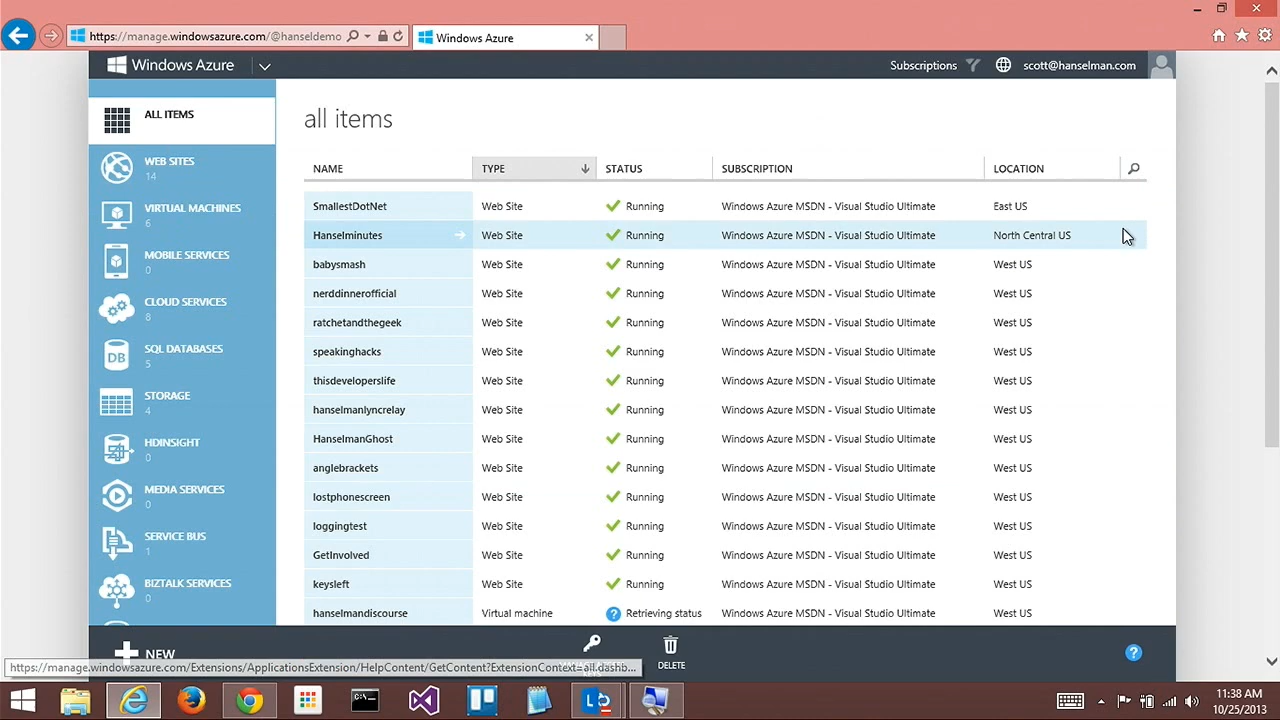 https://manage.windowsazure.com/@hanseldemo
Windows Azure
Windows Azure
Subscriptions
scott@hanselman.com
ALL ITEMS
WEB SITES
14
VIRTUAL MACHINES
6
MOBILE SERVICES
0
CLOUD SERVICES
8
SQL DATABASES
5
STORAGE
4
HDINSIGHT
0
MEDIA SERVICES
0
SERVICE BUS
1
BIZTALK SERVICES
0
all items
NAME TYPE STATUS SUBSCRIPTION LOCATION
SmallestDotNet Web Site Running Windows Azure MSDN - Visual Studio Ultimate East US
Hanselminutes Web Site Running Windows Azure MSDN - Visual Studio Ultimate North Central US
babysmash Web Site Running Windows Azure MSDN - Visual Studio Ultimate West US
nerddinnerofficial Web Site Running Windows Azure MSDN - Visual Studio Ultimate West US
ratchetandthegeek Web Site Running Windows Azure MSDN - Visual Studio Ultimate West US
speakinghacks Web Site Running Windows Azure MSDN - Visual Studio Ultimate West US
thisdeveloperslife Web Site Running Windows Azure MSDN - Visual Studio Ultimate West US
hanselmanlyncrelay Web Site Running Windows Azure MSDN - Visual Studio Ultimate West US
HanselmanGhost Web Site Running Windows Azure MSDN - Visual Studio Ultimate West US
anglebrackets Web Site Running Windows Azure MSDN - Visual Studio Ultimate West US
lostphonescreen Web Site Running Windows Azure MSDN - Visual Studio Ultimate West US
loggingtest Web Site Running Windows Azure MSDN - Visual Studio Ultimate West US
GetInvolved Web Site Running Windows Azure MSDN - Visual Studio Ultimate West US
keysleft Web Site Running Windows Azure MSDN - Visual Studio Ultimate West US
hanselmandiscourse Virtual machine ? Retrieving status Windows Azure MSDN - Visual Studio Ultimate West US
NEW
DELETE
?
https://manage.windowsazure.com/Extensions/ApplicationsExtension/HelpContent/GetContent?ExtensionContext=...dashb...
11:38 AM
10/25/2013